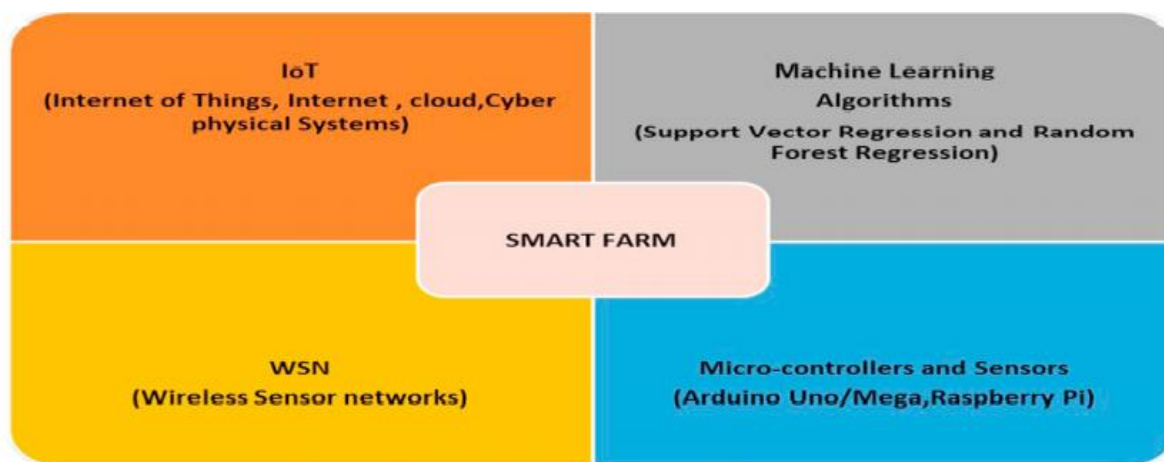 IoT
(Internet of Things, Internet , cloud,Cyber
physical Systems)
Machine Learning
Algorithms
(Support Vector Regression and Random
Forest Regression)
SMART FARM
WSN
(Wireless Sensor networks)
Micro-controllers and Sensors
(Arduino Uno/Mega,Raspberry Pi)